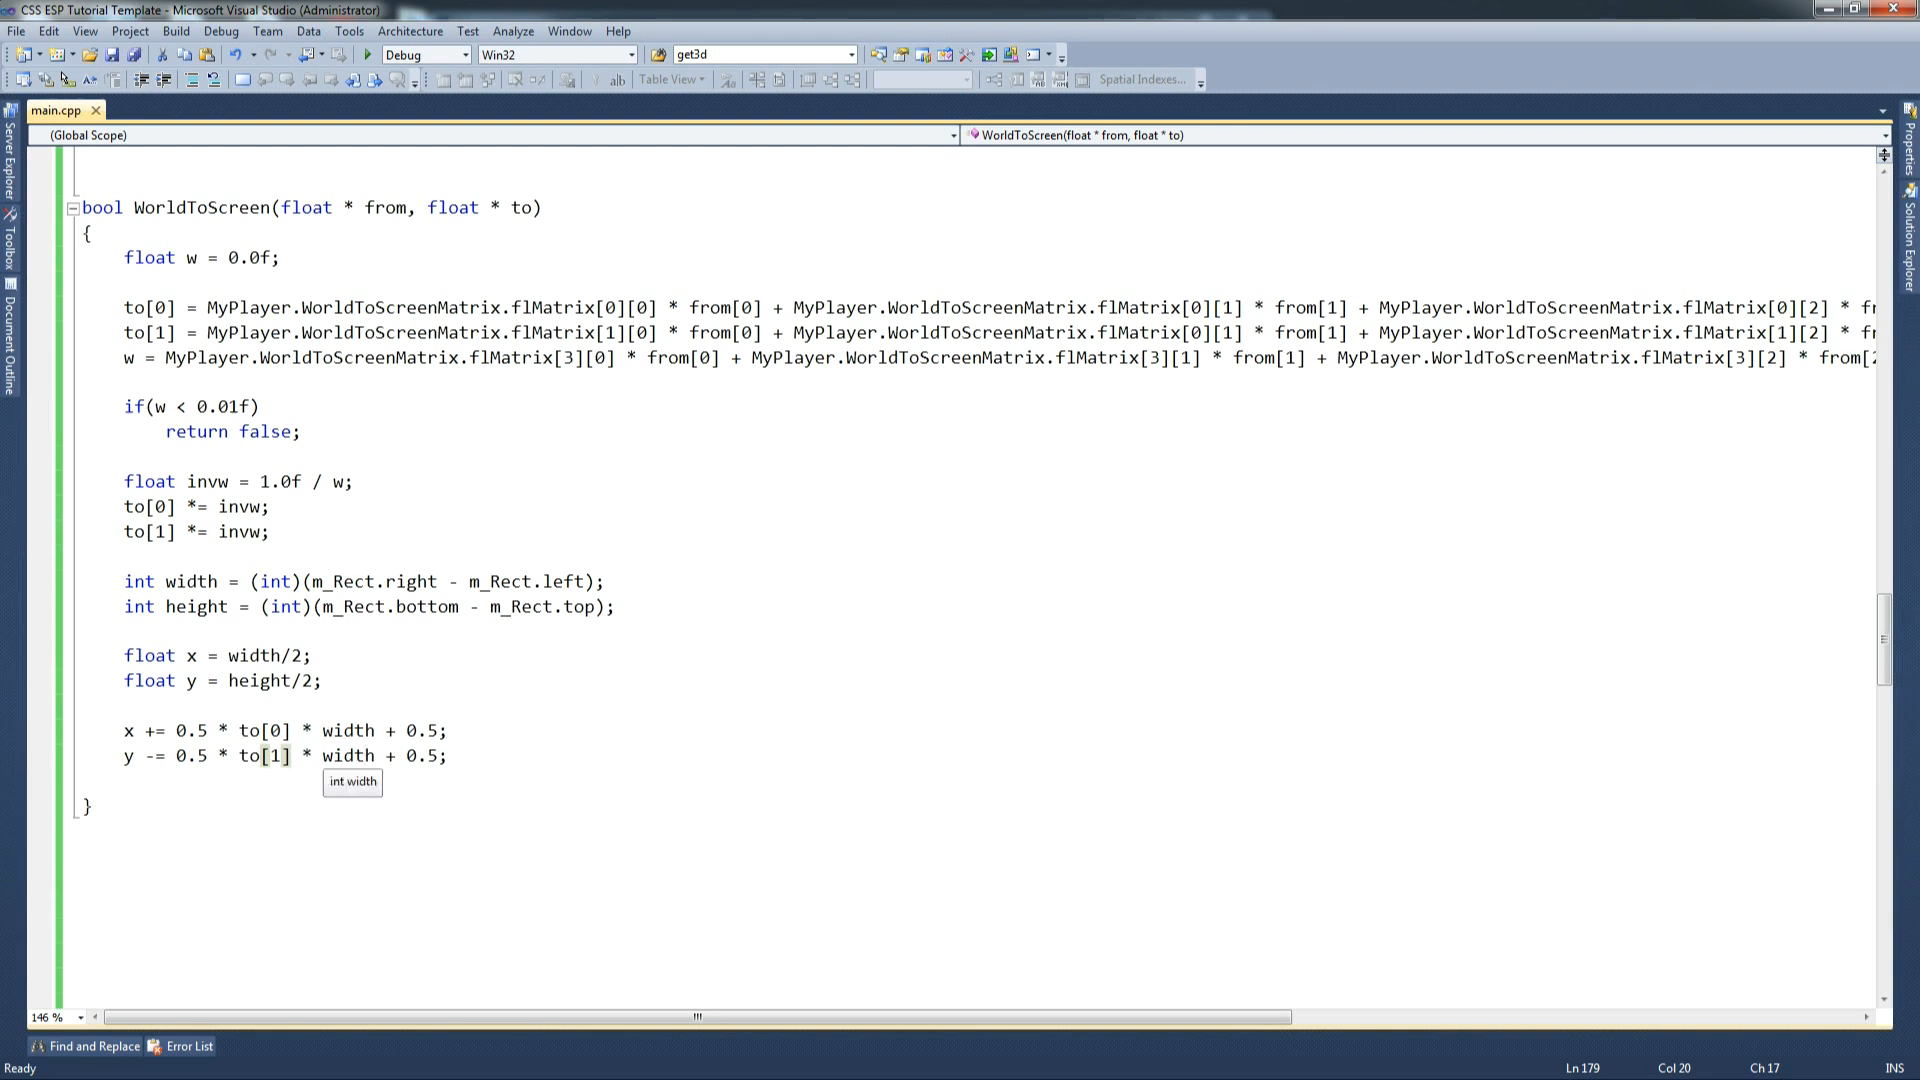 CSS ESP Tutorial Template - Microsoft Visual Studio (Administrator)
File Edit View Project Build Debug Team Data Tools Architecture Test Analyze Window Help
Debug Win32 get3d
Table View Spatial Indexes...
main.cpp
(Global Scope) WorldToScreen(float * from, float * to)
Server Explorer
Toolbox
Document Outline
Properties
Solution Explorer
bool WorldToScreen(float * from, float * to)
{
float w = 0.0f;
to[0] = MyPlayer.WorldToScreenMatrix.flMatrix[0][0] * from[0] + MyPlayer.WorldToScreenMatrix.flMatrix[0][1] * from[1] + MyPlayer.WorldToScreenMatrix.flMatrix[0][2] * fr
to[1] = MyPlayer.WorldToScreenMatrix.flMatrix[1][0] * from[0] + MyPlayer.WorldToScreenMatrix.flMatrix[0][1] * from[1] + MyPlayer.WorldToScreenMatrix.flMatrix[1][2] * fr
w = MyPlayer.WorldToScreenMatrix.flMatrix[3][0] * from[0] + MyPlayer.WorldToScreenMatrix.flMatrix[3][1] * from[1] + MyPlayer.WorldToScreenMatrix.flMatrix[3][2] * from[2
if(w < 0.01f)
return false;
float invw = 1.0f / w;
to[0] *= invw;
to[1] *= invw;
int width = (int)(m_Rect.right - m_Rect.left);
int height = (int)(m_Rect.bottom - m_Rect.top);
float x = width/2;
float y = height/2;
x += 0.5 * to[0] * width + 0.5;
y -= 0.5 * to[1] * width + 0.5;
int width
}
146 %
Find and Replace Error List
Ready Ln 179 Col 20 Ch 17 INS